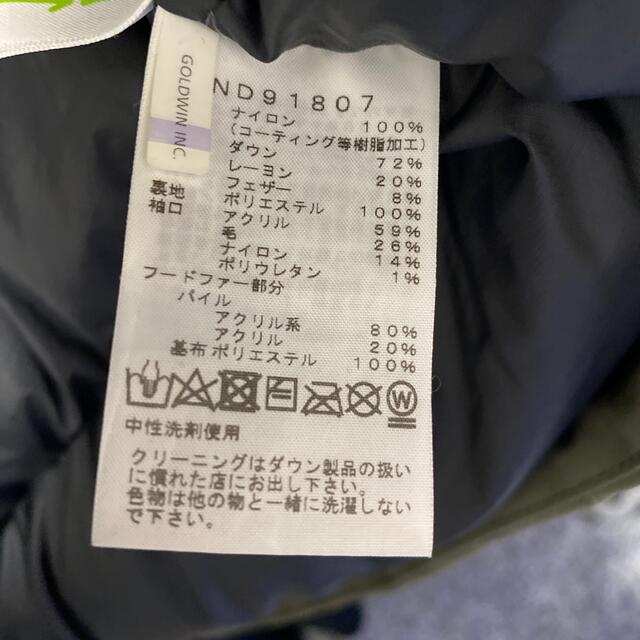 GOLDWIN INC.
ND91807
ナイロン 100%
(コーティング等樹脂加工)
ダウン 72%
レーヨン 20%
フェザー 8%
裏地 ポリエステル 100%
袖口 アクリル 59%
毛 26%
ナイロン 14%
ポリウレタン 1%
フードファー部分
パイル
アクリル系 80%
アクリル 20%
基布 ポリエステル 100%
W
中性洗剤使用
クリーニングはダウン製品の扱い
に慣れた店にお出し下さい。
色物は他の物と一緒に洗濯しない
で下さい。